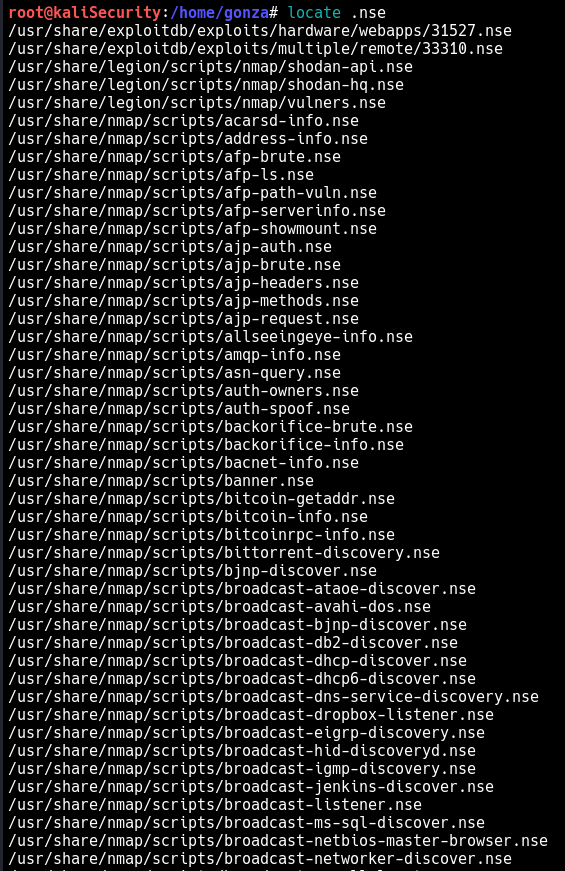 root@kaliSecurity:/home/gonza# locate .nse
/usr/share/exploitdb/exploits/hardware/webapps/31527.nse
/usr/share/exploitdb/exploits/multiple/remote/33310.nse
/usr/share/legion/scripts/nmap/shodan-api.nse
/usr/share/legion/scripts/nmap/shodan-hq.nse
/usr/share/legion/scripts/nmap/vulners.nse
/usr/share/nmap/scripts/acarsd-info.nse
/usr/share/nmap/scripts/address-info.nse
/usr/share/nmap/scripts/afp-brute.nse
/usr/share/nmap/scripts/afp-ls.nse
/usr/share/nmap/scripts/afp-path-vuln.nse
/usr/share/nmap/scripts/afp-serverinfo.nse
/usr/share/nmap/scripts/afp-showmount.nse
/usr/share/nmap/scripts/ajp-auth.nse
/usr/share/nmap/scripts/ajp-brute.nse
/usr/share/nmap/scripts/ajp-headers.nse
/usr/share/nmap/scripts/ajp-methods.nse
/usr/share/nmap/scripts/ajp-request.nse
/usr/share/nmap/scripts/allseeingeye-info.nse
/usr/share/nmap/scripts/amqp-info.nse
/usr/share/nmap/scripts/asn-query.nse
/usr/share/nmap/scripts/auth-owners.nse
/usr/share/nmap/scripts/auth-spoof.nse
/usr/share/nmap/scripts/backorifice-brute.nse
/usr/share/nmap/scripts/backorifice-info.nse
/usr/share/nmap/scripts/bacnet-info.nse
/usr/share/nmap/scripts/banner.nse
/usr/share/nmap/scripts/bitcoin-getaddr.nse
/usr/share/nmap/scripts/bitcoin-info.nse
/usr/share/nmap/scripts/bitcoinrpc-info.nse
/usr/share/nmap/scripts/bittorrent-discovery.nse
/usr/share/nmap/scripts/bjnp-discover.nse
/usr/share/nmap/scripts/broadcast-ataoe-discover.nse
/usr/share/nmap/scripts/broadcast-avahi-dos.nse
/usr/share/nmap/scripts/broadcast-bjnp-discover.nse
/usr/share/nmap/scripts/broadcast-db2-discover.nse
/usr/share/nmap/scripts/broadcast-dhcp-discover.nse
/usr/share/nmap/scripts/broadcast-dhcp6-discover.nse
/usr/share/nmap/scripts/broadcast-dns-service-discovery.nse
/usr/share/nmap/scripts/broadcast-dropbox-listener.nse
/usr/share/nmap/scripts/broadcast-eigrp-discovery.nse
/usr/share/nmap/scripts/broadcast-hid-discoveryd.nse
/usr/share/nmap/scripts/broadcast-igmp-discovery.nse
/usr/share/nmap/scripts/broadcast-jenkins-discover.nse
/usr/share/nmap/scripts/broadcast-listener.nse
/usr/share/nmap/scripts/broadcast-ms-sql-discover.nse
/usr/share/nmap/scripts/broadcast-netbios-master-browser.nse
/usr/share/nmap/scripts/broadcast-networker-discover.nse